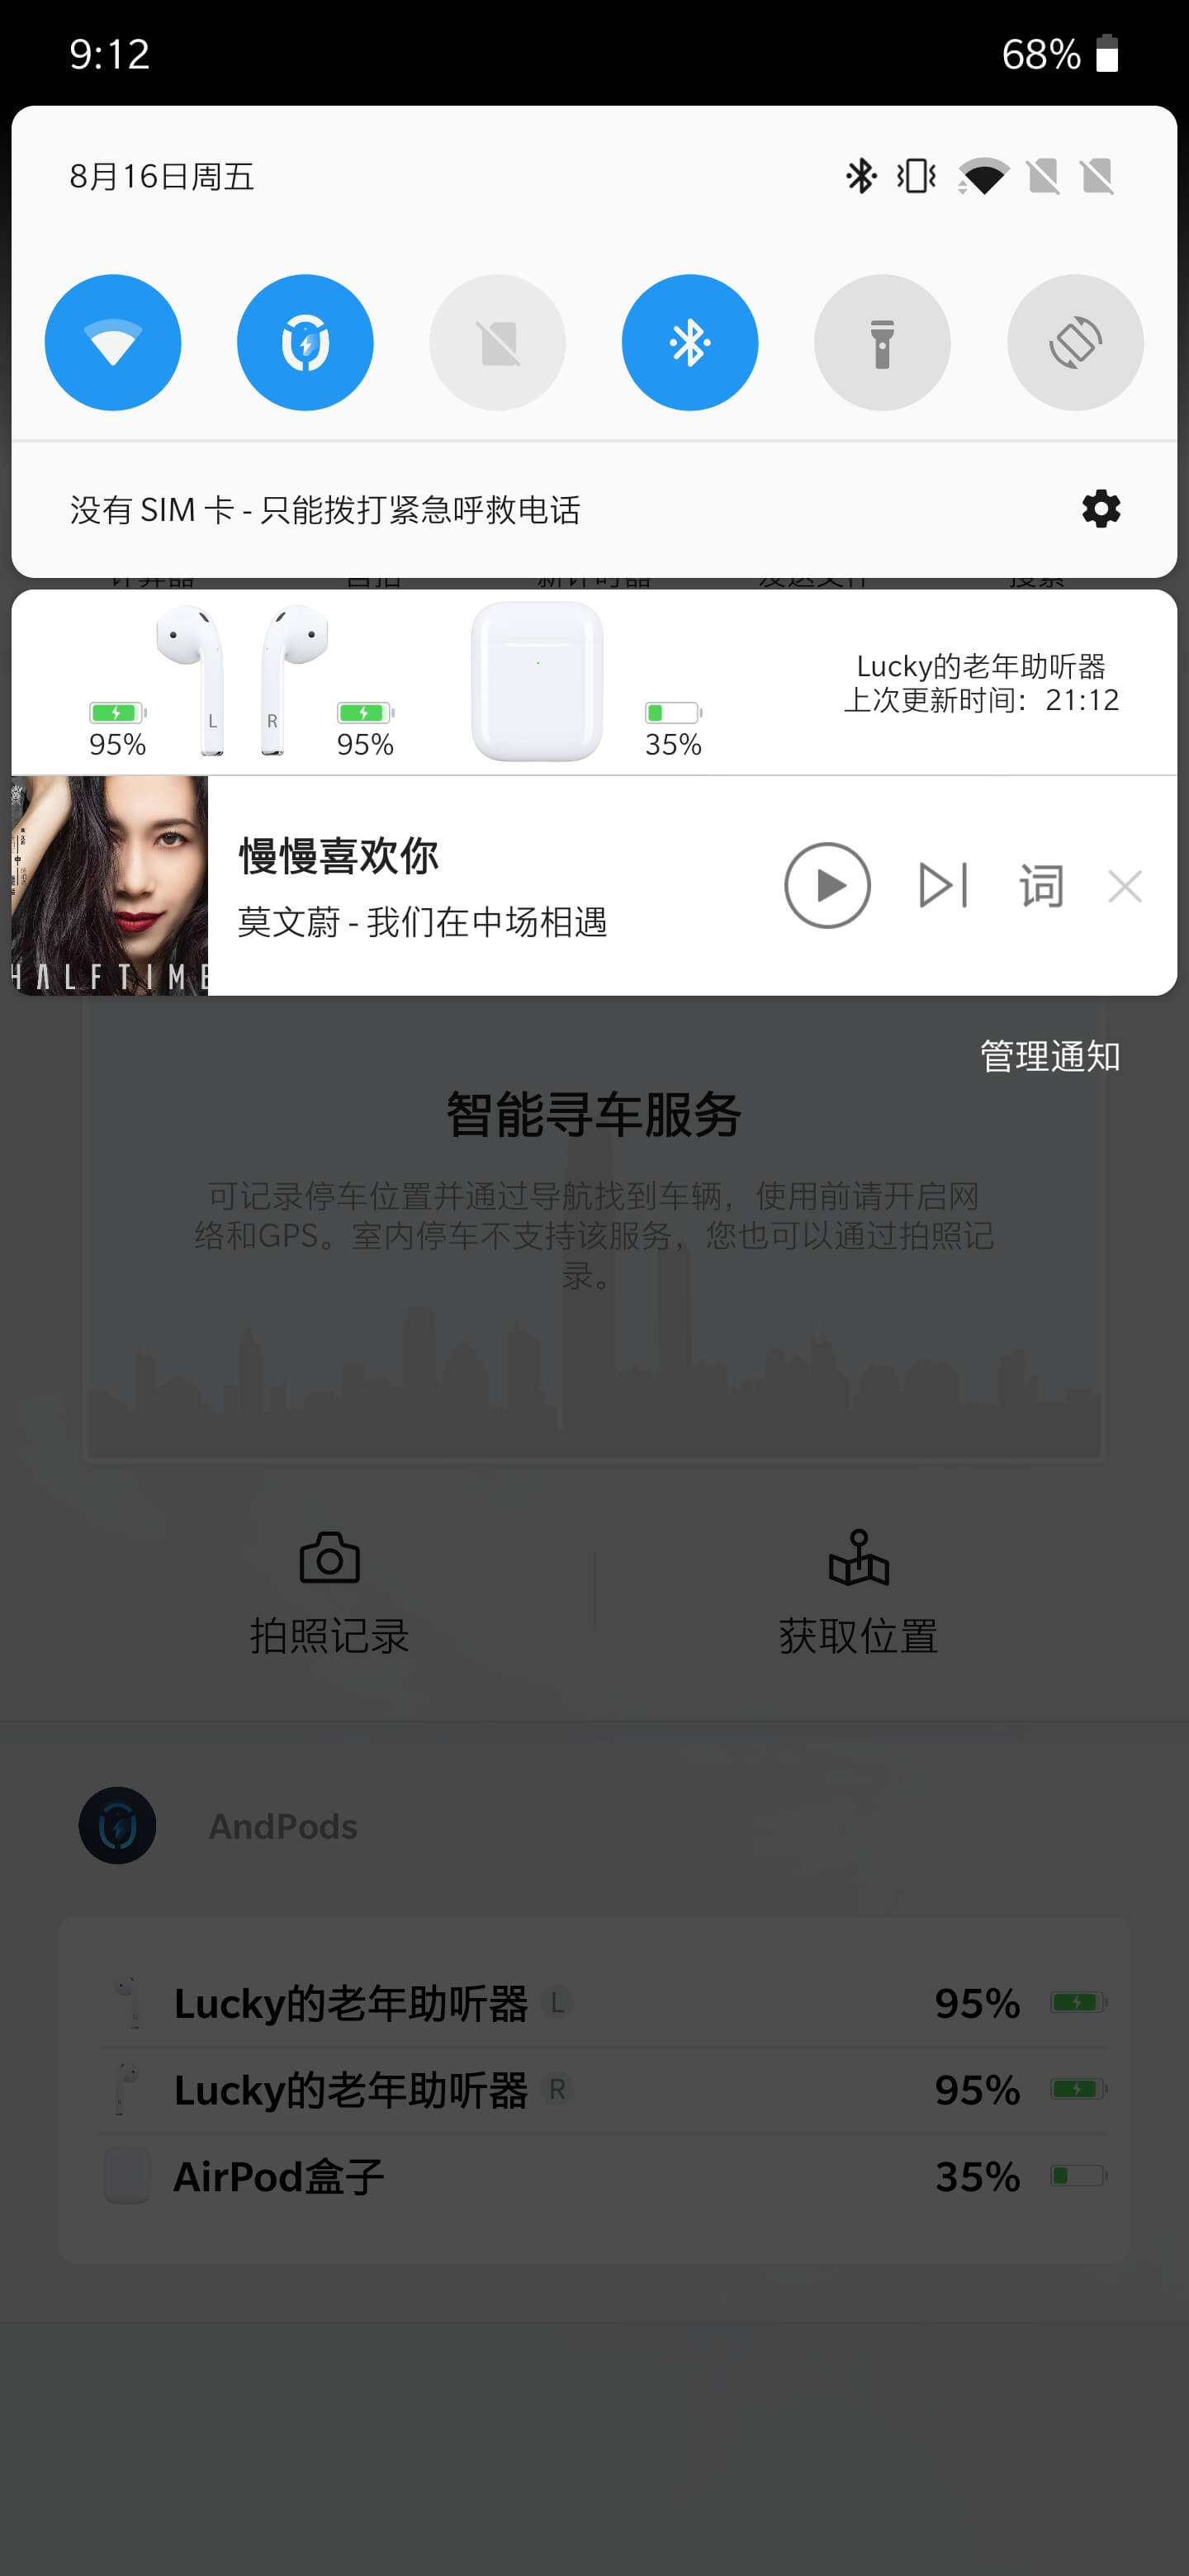 9:12
68%
8月16日周五
没有 SIM 卡 - 只能拨打紧急呼救电话
L
R
95%
95%
35%
Lucky的老年助听器
上次更新时间：21:12
慢慢喜欢你
莫文蔚 - 我们在中场相遇
词
HALFTIME
管理通知
智能寻车服务
可记录停车位置并通过导航找到车辆，使用前请开启网
络和GPS。室内停车不支持该服务，您也可以通过拍照记
录。
拍照记录
获取位置
AndPods
Lucky的老年助听器 L
95%
Lucky的老年助听器 R
95%
AirPod盒子
35%